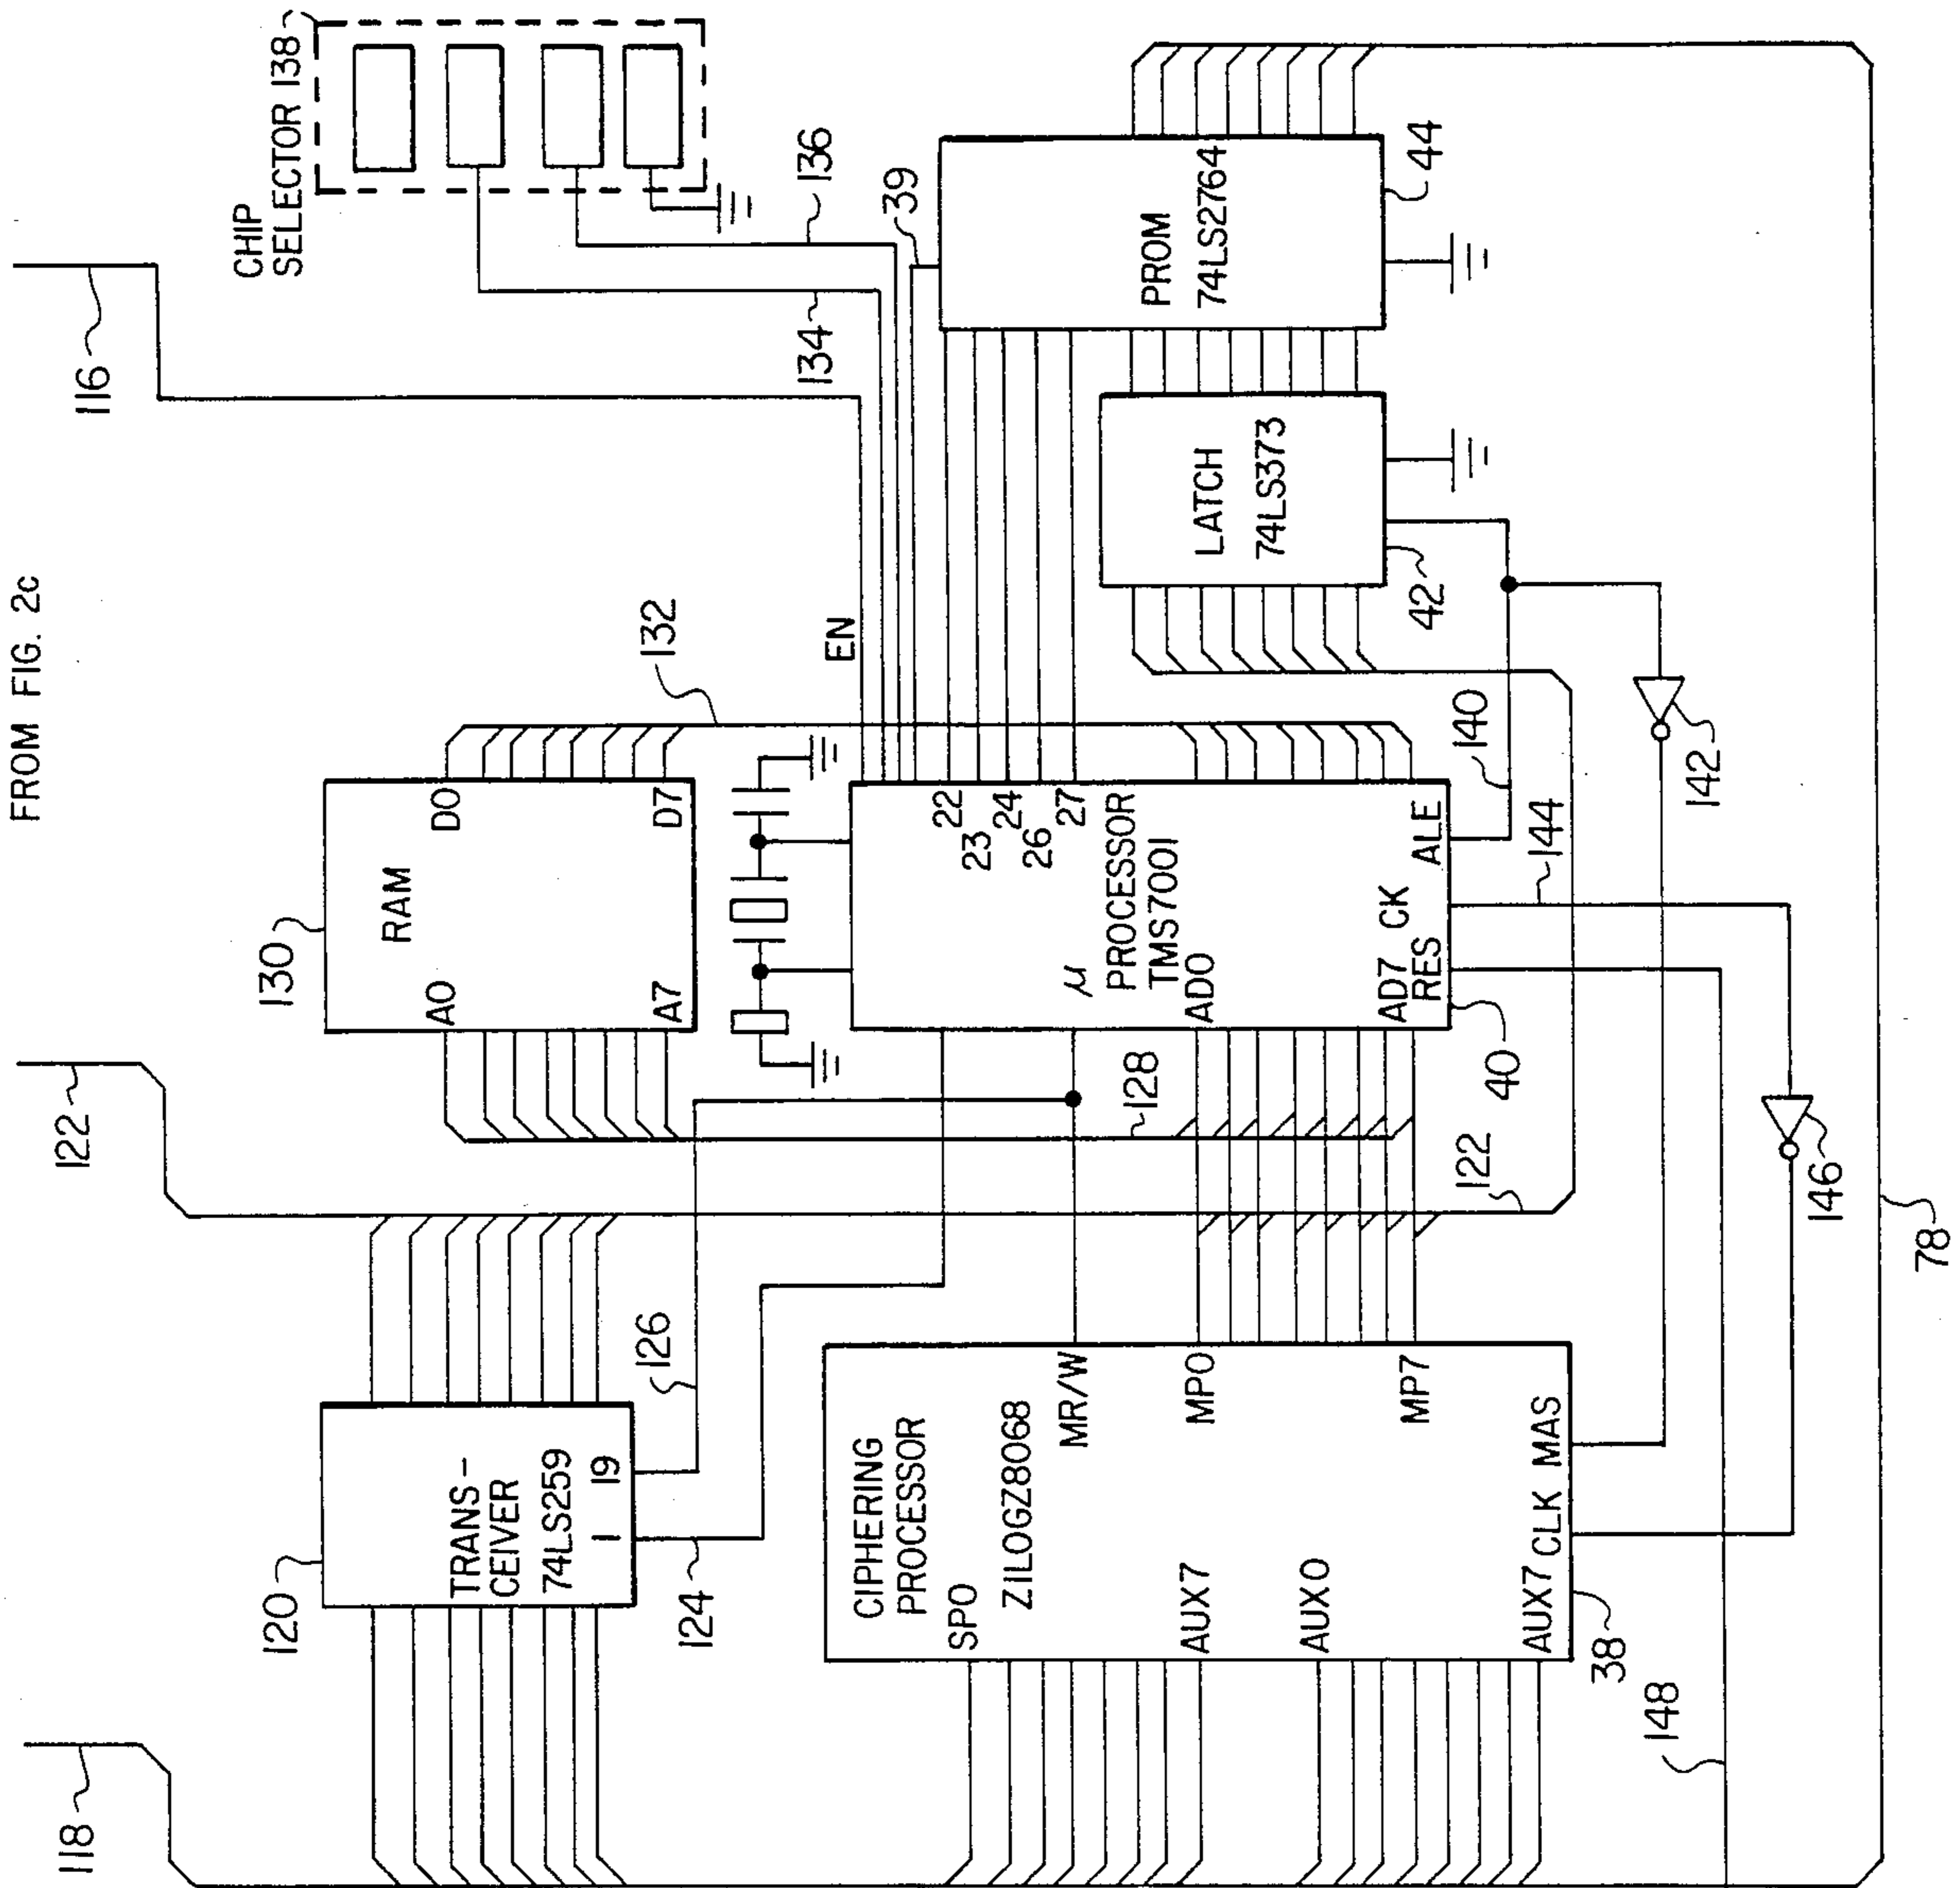 FROM FIG. 2c
118
122
116
CHIP
SELECTOR 138
120
TRANS-
CEIVER
74LS259
1 19
124
126
130
RAM
A0 D0
A7 D7
132
EN
134
136
39
CIPHERING
PROCESSOR
SPO
ZILOGZ8068
MR/W
AUX7
MP0
AUX0
MP7
AUX7 CLK MAS
38
128
122
μ
PROCESSOR
TMS7001
AD0
AD7 CK
RES ALE
22
23
24
26
27
40
LATCH
74LS373
42
PROM
74LS2764
44
140
142
144
146
148
78